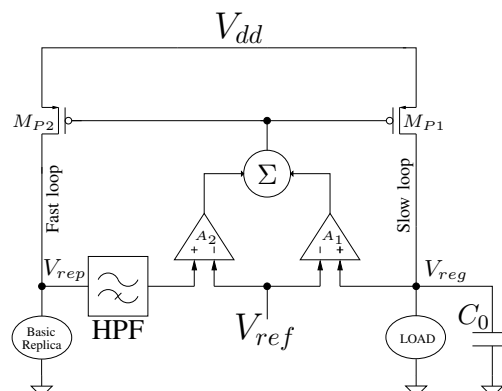 V_dd
M_P2
M_P1
Fast loop
Slow loop
Σ
A_2
+ -
A_1
- +
V_rep
V_reg
HPF
V_ref
C_0
Basic
Replica
LOAD